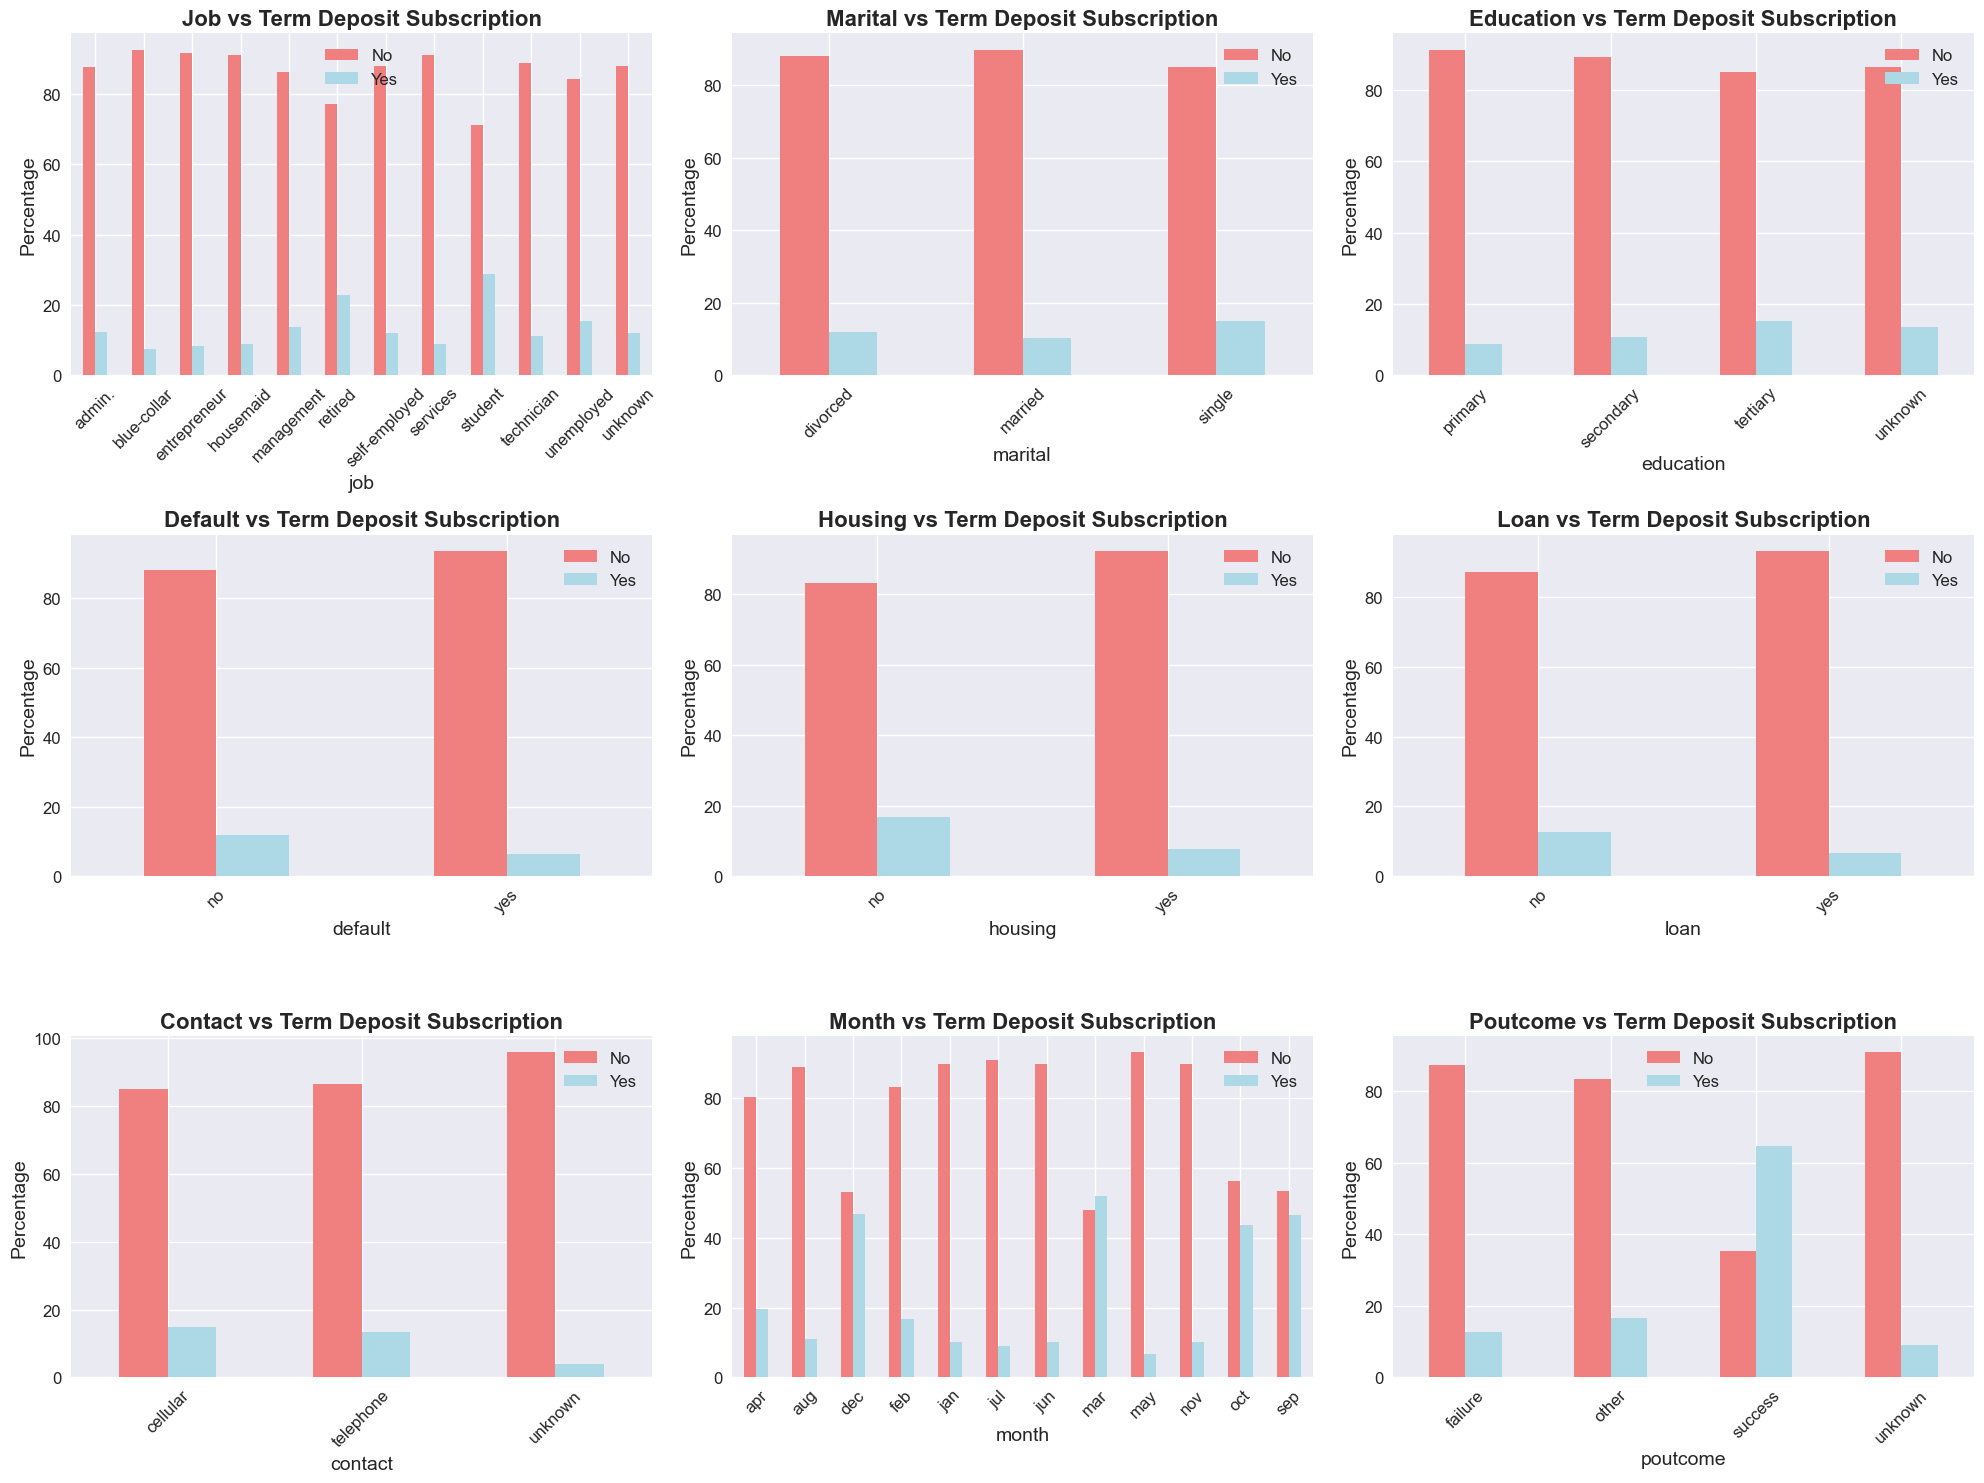 Job vs Term Deposit Subscription
No
Yes
Percentage
80
60
40
20
0
admin.
blue-collar
entrepreneur
housemaid
management
retired
self-employed
services
student
technician
unemployed
unknown
job
Marital vs Term Deposit Subscription
No
Yes
Percentage
80
60
40
20
0
divorced
married
single
marital
Education vs Term Deposit Subscription
No
Yes
Percentage
80
60
40
20
0
primary
secondary
tertiary
unknown
education
Default vs Term Deposit Subscription
No
Yes
Percentage
80
60
40
20
0
no
yes
default
Housing vs Term Deposit Subscription
No
Yes
Percentage
80
60
40
20
0
no
yes
housing
Loan vs Term Deposit Subscription
No
Yes
Percentage
80
60
40
20
0
no
yes
loan
Contact vs Term Deposit Subscription
No
Yes
Percentage
100
80
60
40
20
0
cellular
telephone
unknown
contact
Month vs Term Deposit Subscription
No
Yes
Percentage
80
60
40
20
0
apr
aug
dec
feb
jan
jul
jun
mar
may
nov
oct
sep
month
Poutcome vs Term Deposit Subscription
No
Yes
Percentage
80
60
40
20
0
failure
other
success
unknown
poutcome